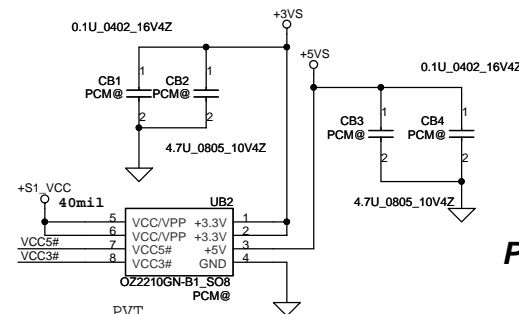 +3VS
0.1U_0402_16V4Z
+5VS
0.1U_0402_16V4Z
CB1
PCM@
1
2
CB2
PCM@
1
2
CB3
PCM@
1
2
CB4
PCM@
1
2
4.7U_0805_10V4Z
4.7U_0805_10V4Z
+S1_VCC
40mil
UB2
5 VCC/VPP +3.3V 1
6 VCC/VPP +3.3V 2
VCC5# 7 VCC5# +5V 3
VCC3# 8 VCC3# GND 4
OZ2210GN-B1_SO8
PCM@
PVT
P